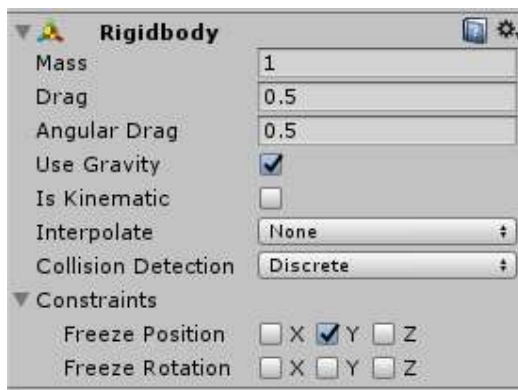 Rigidbody
Mass 1
Drag 0.5
Angular Drag 0.5
Use Gravity
Is Kinematic
Interpolate None
Collision Detection Discrete
Constraints
Freeze Position X Y Z
Freeze Rotation X Y Z